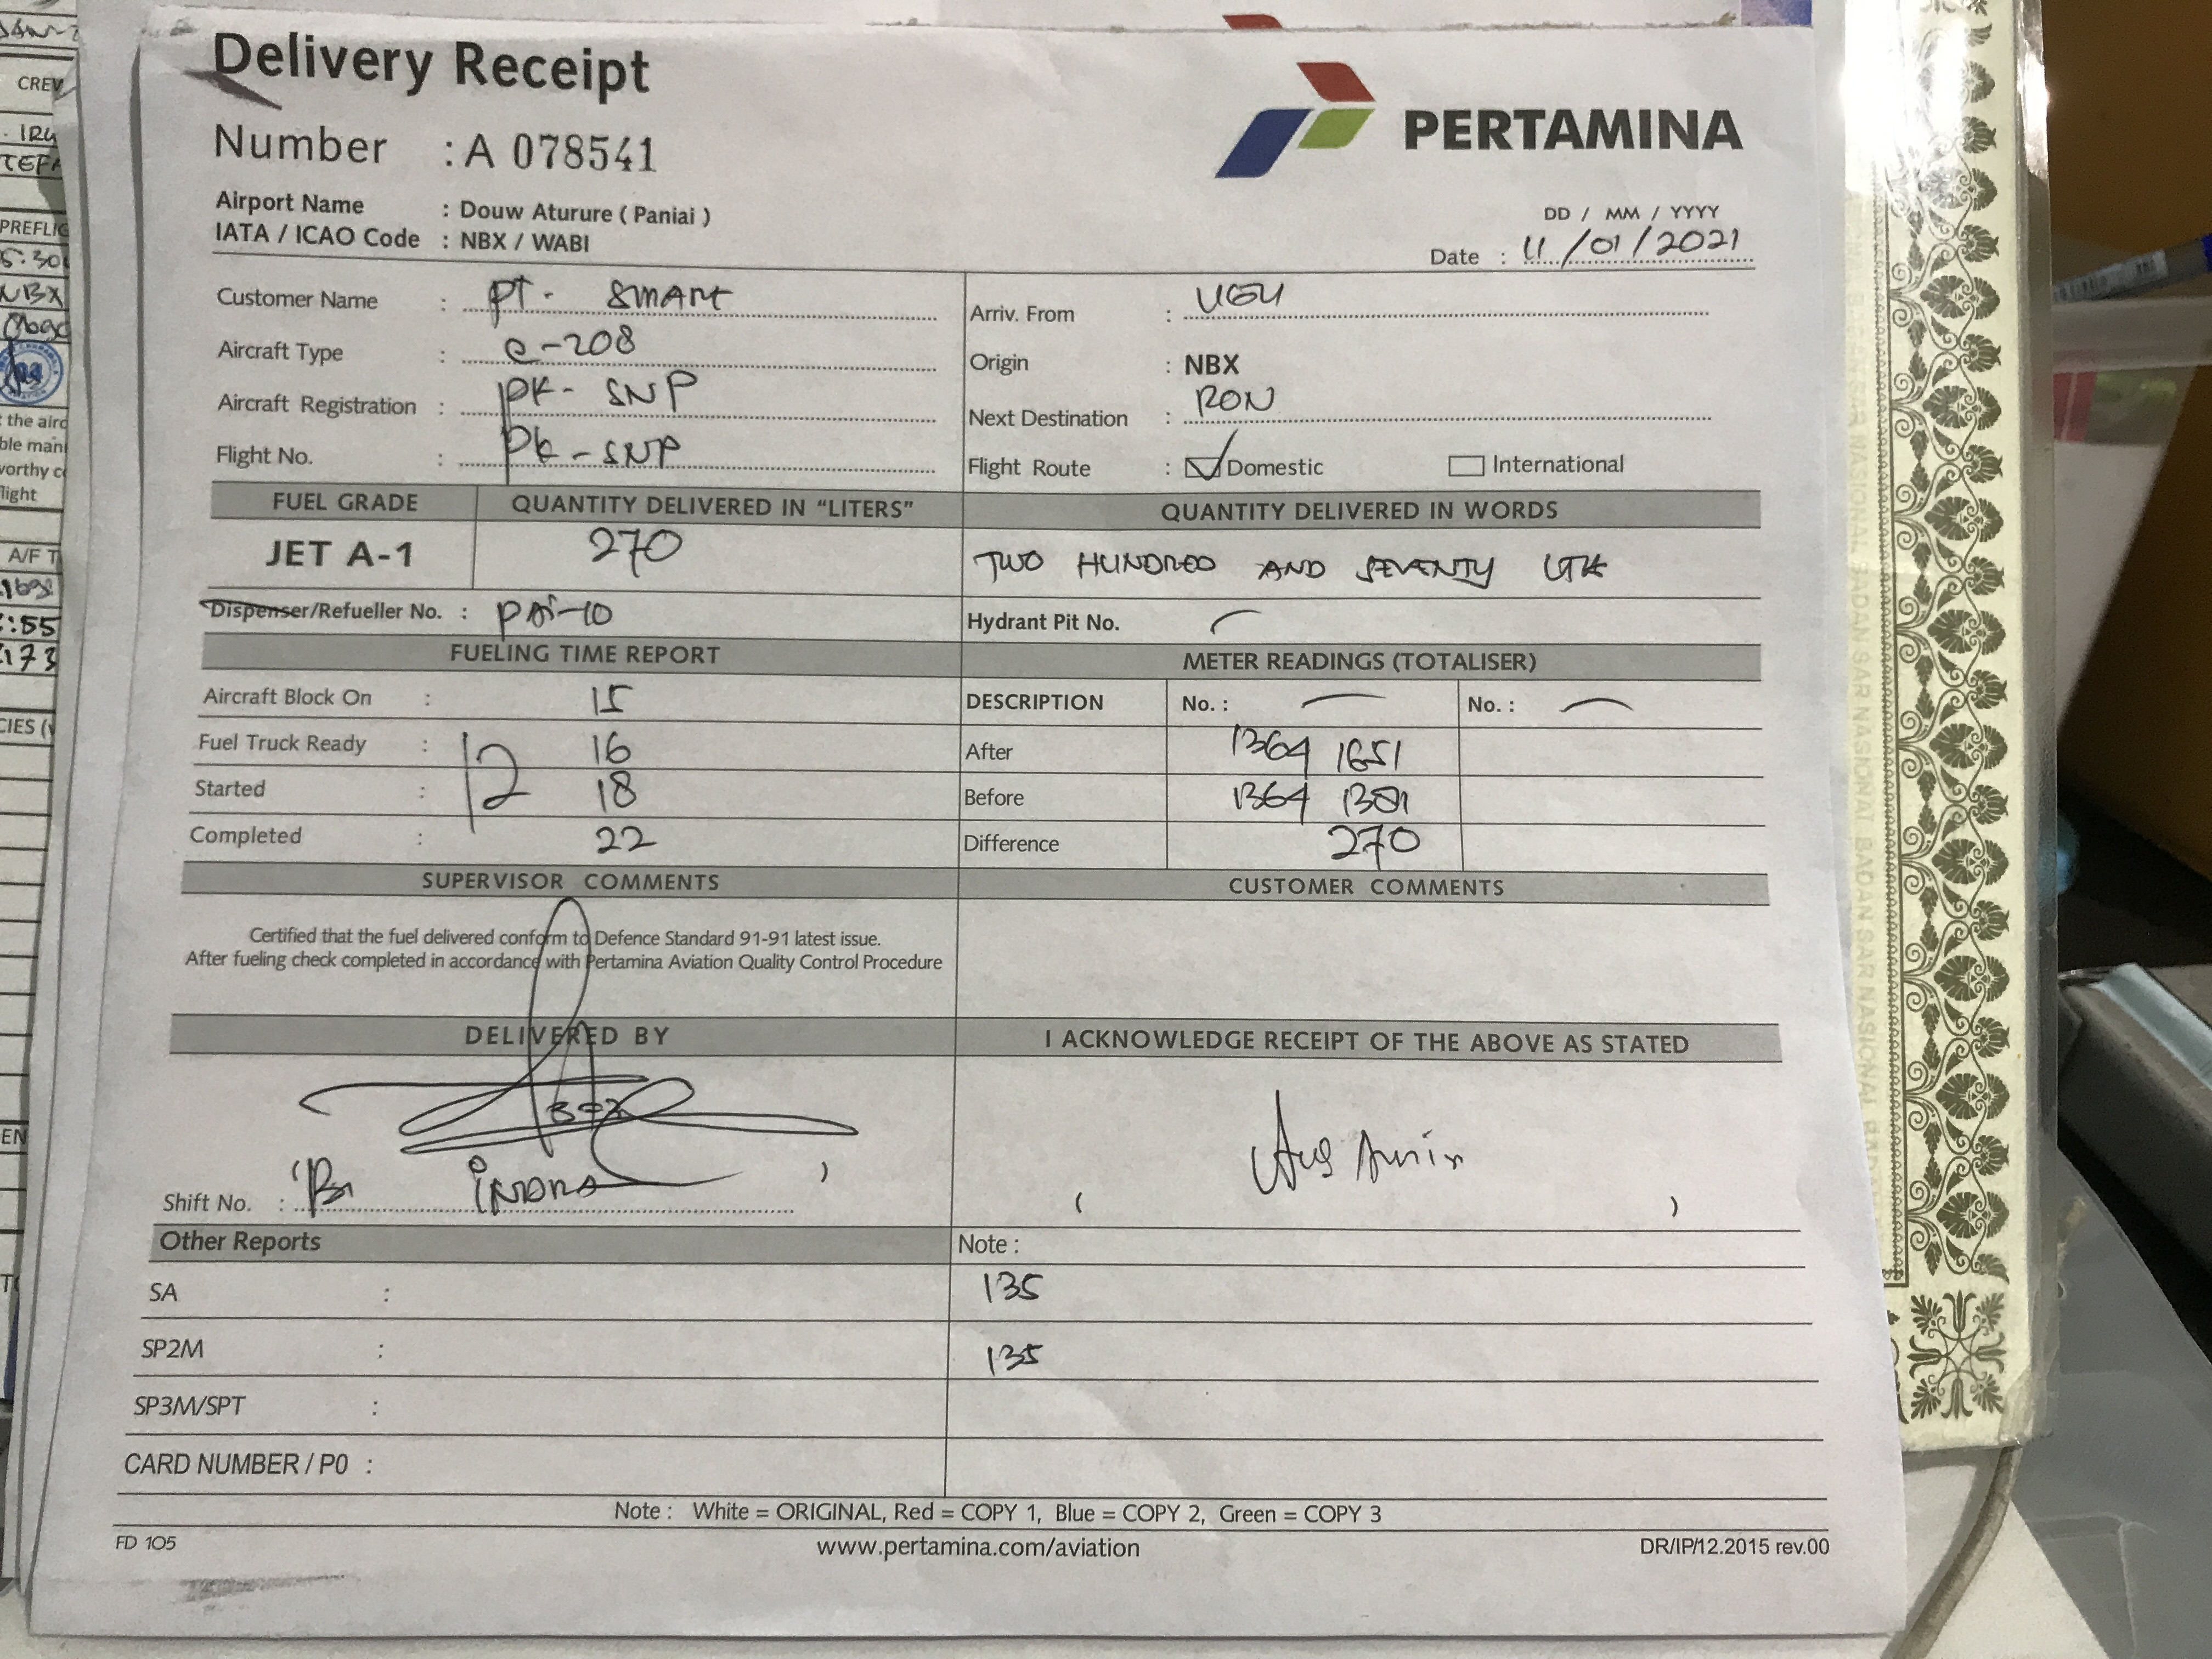 Delivery Receipt
PERTAMINA
Number : A 078541
Airport Name : Douw Aturure ( Paniai )
IATA / ICAO Code : NBX / WABI
DD / MM / YYYY
Date : 11/01/2021
Customer Name : PT. SMART
Arriv. From :
Aircraft Type : C-208
Origin : NBX
Aircraft Registration : PK-SNP
Next Destination : RON
Flight No. : PK-SNP
Flight Route : Domestic International
FUEL GRADE QUANTITY DELIVERED IN "LITERS" QUANTITY DELIVERED IN WORDS
JET A-1 270 TWO HUNDRED AND SEVENTY LTR
Dispenser/Refueller No. : PAI-10 Hydrant Pit No.
FUELING TIME REPORT METER READINGS (TOTALISER)
Aircraft Block On : 15 DESCRIPTION No. : No. :
Fuel Truck Ready : 12 16 After 1364 1651
Started : 18 Before 1364 1381
Completed : 22 Difference 270
SUPERVISOR COMMENTS CUSTOMER COMMENTS
Certified that the fuel delivered conform to Defence Standard 91-91 latest issue.
After fueling check completed in accordance with Pertamina Aviation Quality Control Procedure
DELIVERED BY I ACKNOWLEDGE RECEIPT OF THE ABOVE AS STATED
Shift No. : INDRA
Other Reports Note :
SA : 135
SP2M : 135
SP3M/SPT :
CARD NUMBER / P0 :
Note : White = ORIGINAL, Red = COPY 1, Blue = COPY 2, Green = COPY 3
FD 105 www.pertamina.com/aviation DR/IP/12.2015 rev.00